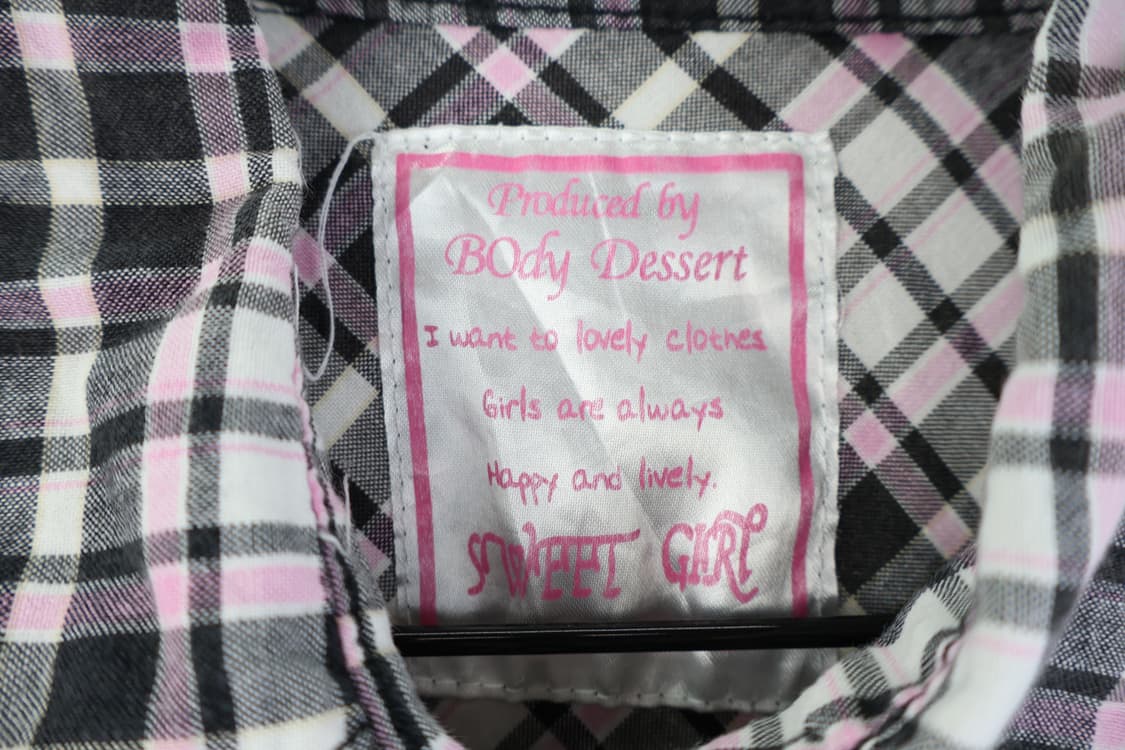 Produced by
BOdy Dessert
I want to lovely clothes
Girls are always
Happy and lively.
SWEET GIRL